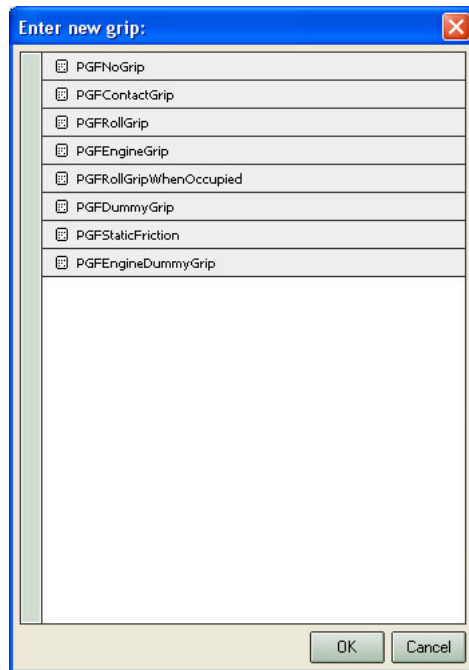 Enter new grip:
PGFNoGrip
PGFContactGrip
PGFRollGrip
PGFEngineGrip
PGFRollGripWhenOccupied
PGFDummyGrip
PGFStaticFriction
PGFEngineDummyGrip
OK Cancel